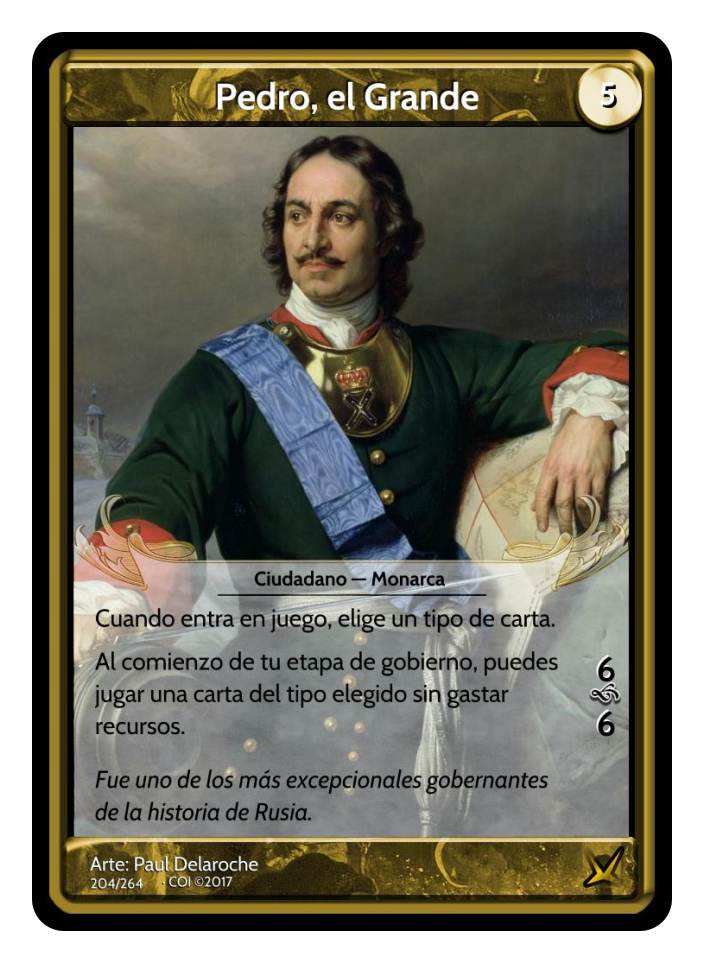 Pedro, el Grande
5
Ciudadano — Monarca
Cuando entra en juego, elige un tipo de carta.
Al comienzo de tu etapa de gobierno, puedes
jugar una carta del tipo elegido sin gastar
recursos.
6
6
Fue uno de los más excepcionales gobernantes
de la historia de Rusia.
Arte: Paul Delaroche
204/264 · COI ©2017